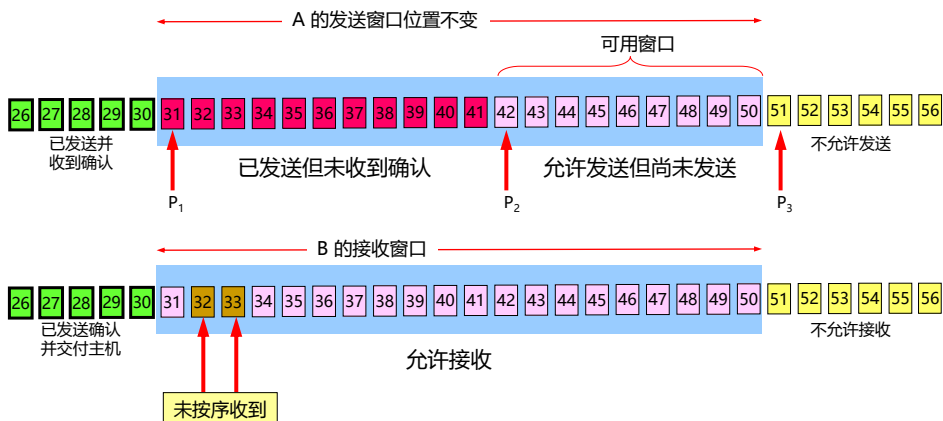 A 的发送窗口位置不变
可用窗口
26 27 28 29 30 31 32 33 34 35 36 37 38 39 40 41 42 43 44 45 46 47 48 49 50 51 52 53 54 55 56
已发送并
收到确认
已发送但未收到确认
允许发送但尚未发送
不允许发送
P1
P2
P3
B 的接收窗口
26 27 28 29 30 31 32 33 34 35 36 37 38 39 40 41 42 43 44 45 46 47 48 49 50 51 52 53 54 55 56
已发送确认
并交付主机
允许接收
不允许接收
未按序收到